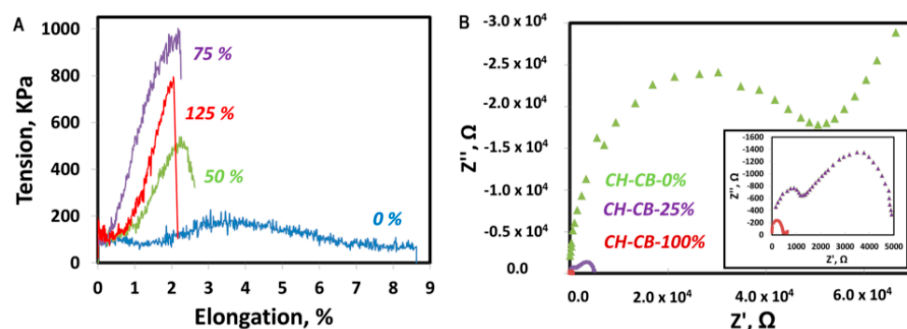 A
Tension, KPa
1000
800
600
400
200
0
75 %
125 %
50 %
0 %
0 1 2 3 4 5 6 7 8 9
Elongation, %
B
Z'', Ω
-3.0 x 10⁴
-2.5 x 10⁴
-2.0 x 10⁴
-1.5 x 10⁴
-1.0 x 10⁴
-0.5 x 10⁴
0.0
CH-CB-0%
CH-CB-25%
CH-CB-100%
0.0 2.0 x 10⁴ 4.0 x 10⁴ 6.0 x 10⁴
Z', Ω
Z'', Ω
-1600
-1400
-1200
-1000
-800
-600
-400
-200
0
0 1000 2000 3000 4000 5000
Z', Ω